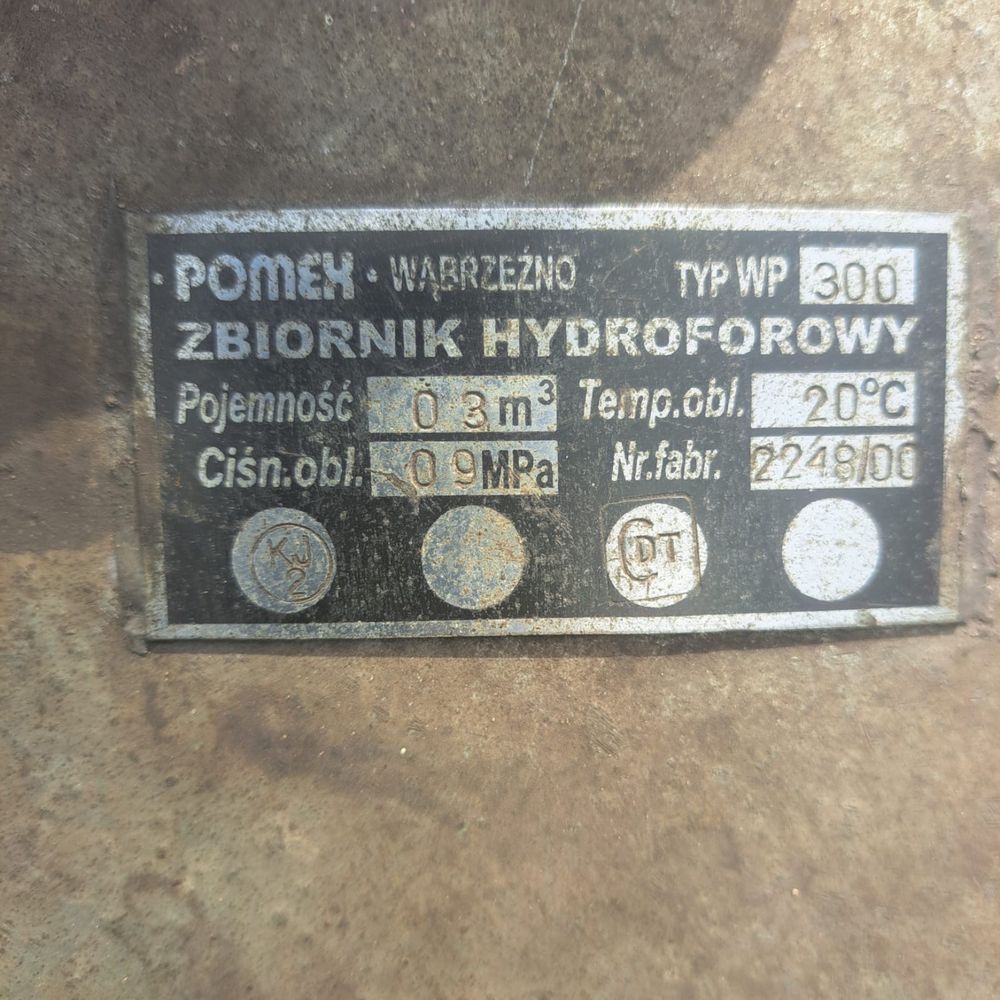 · POMEX · WĄBRZEŹNO TYP WP 300
ZBIORNIK HYDROFOROWY
Pojemność 0 3 m³ Temp.obl. 20°C
Ciśn.obl. 0 9 MPa Nr.fabr. 2248/00
KJ 2 CDT